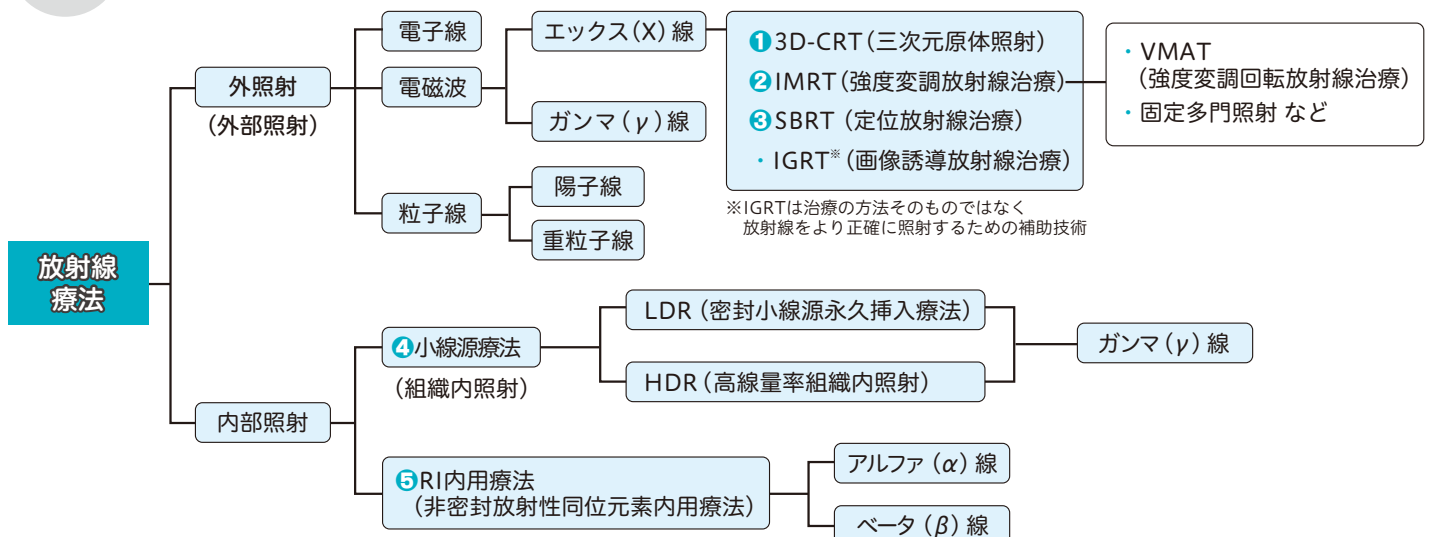 放射線
療法
外照射
（外部照射）
電子線
電磁波
エックス（X）線
ガンマ（γ）線
粒子線
陽子線
重粒子線
❶3D-CRT（三次元原体照射）
❷IMRT（強度変調放射線治療）
❸SBRT（定位放射線治療）
・IGRT※（画像誘導放射線治療）
※IGRTは治療の方法そのものではなく
放射線をより正確に照射するための補助技術
・VMAT
（強度変調回転放射線治療）
・固定多門照射 など
内部照射
❹小線源療法
（組織内照射）
LDR（密封小線源永久挿入療法）
HDR（高線量率組織内照射）
ガンマ（γ）線
❺RI内用療法
（非密封放射性同位元素内用療法）
アルファ（α）線
ベータ（β）線